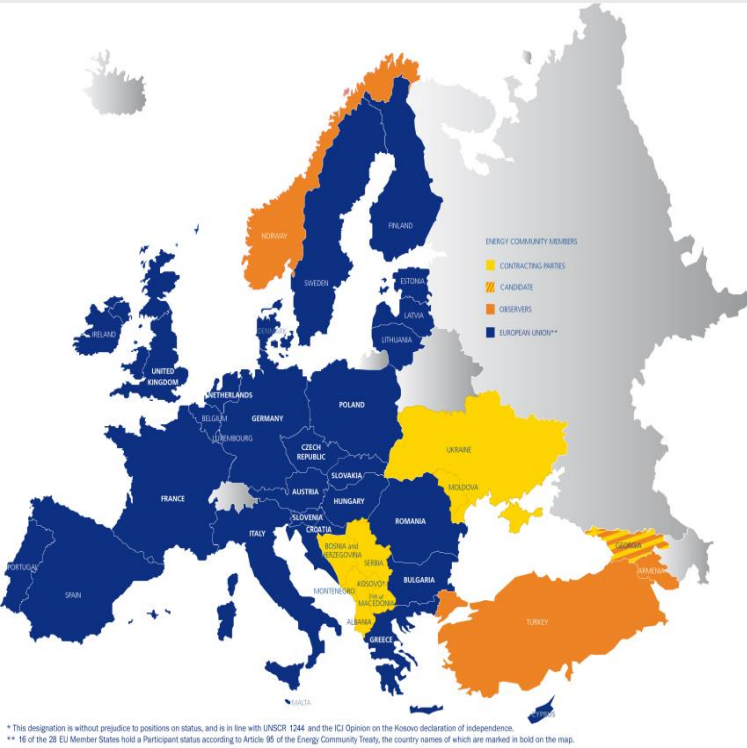 NORWAY
FINLAND
SWEDEN
ENERGY COMMUNITY MEMBERS
CONTRACTING PARTIES
CANDIDATE
OBSERVERS
EUROPEAN UNION**
ESTONIA
LATVIA
LITHUANIA
DENMARK
IRELAND
UNITED
KINGDOM
NETHERLANDS
BELGIUM
LUXEMBOURG
GERMANY
POLAND
CZECH
REPUBLIC
SLOVAKIA
AUSTRIA
HUNGARY
SLOVENIA
CROATIA
FRANCE
ITALY
ROMANIA
BULGARIA
UKRAINE
MOLDOVA
BOSNIA and
HERZEGOVINA
SERBIA
KOSOVO*
MONTENEGRO
FYR of
MACEDONIA
ALBANIA
GREECE
PORTUGAL
SPAIN
GEORGIA
ARMENIA
TURKEY
MALTA
CYPRUS
* This designation is without prejudice to positions on status, and is in line with UNSCR 1244 and the ICJ Opinion on the Kosovo declaration of independence.
** 16 of the 28 EU Member States hold a Participant status according to Article 95 of the Energy Community Treaty, the country names of which are marked in bold on the map.